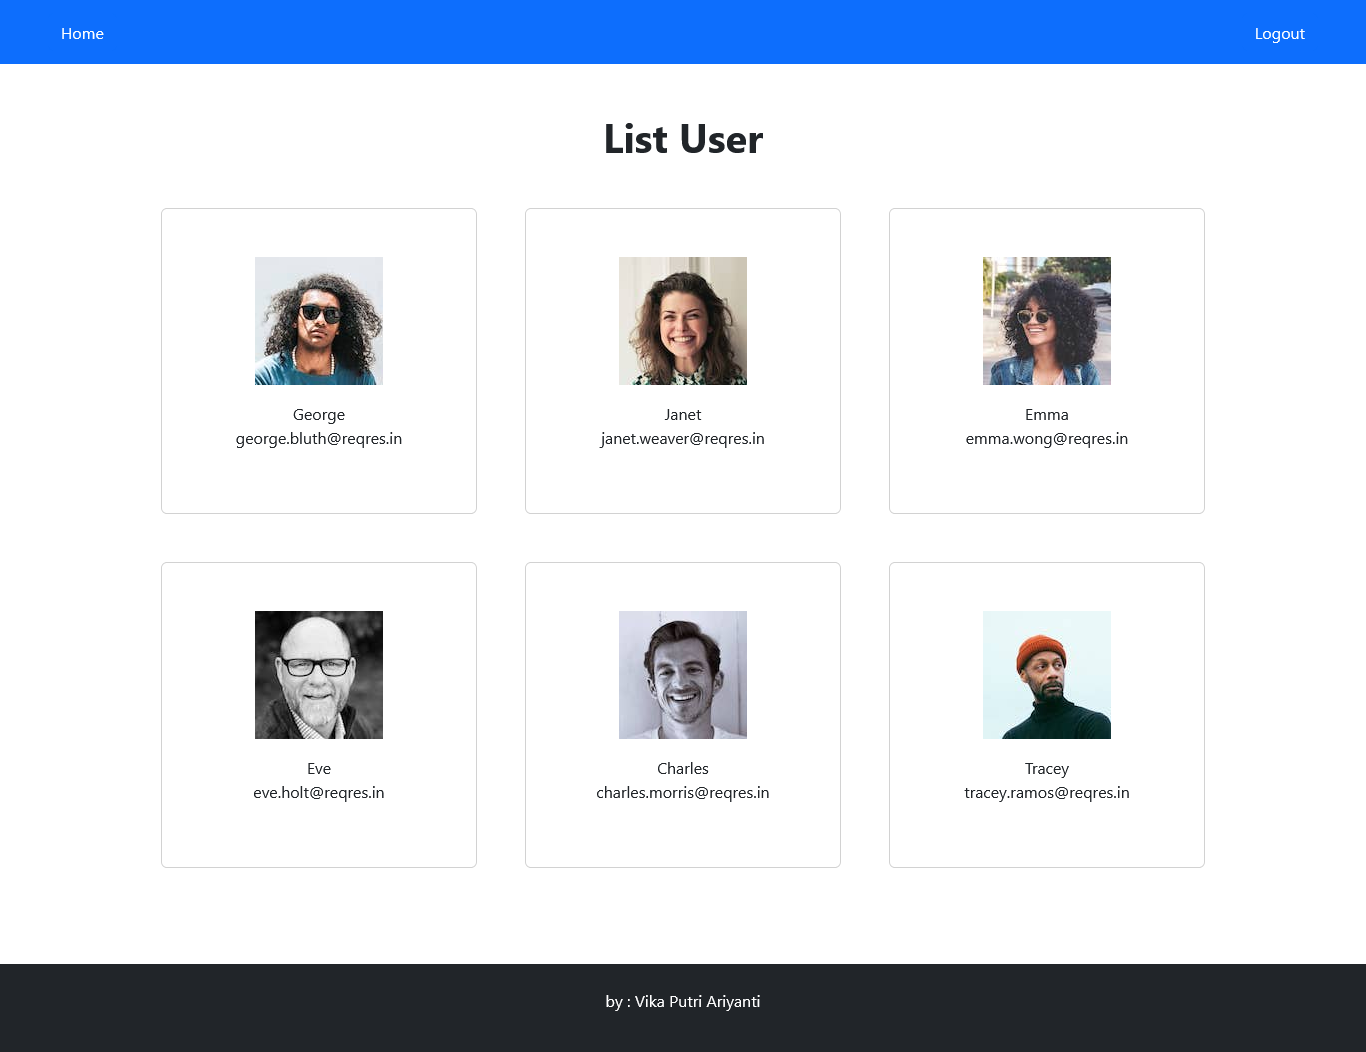 Home
Logout
List User
George
george.bluth@reqres.in
Janet
janet.weaver@reqres.in
Emma
emma.wong@reqres.in
Eve
eve.holt@reqres.in
Charles
charles.morris@reqres.in
Tracey
tracey.ramos@reqres.in
by : Vika Putri Ariyanti